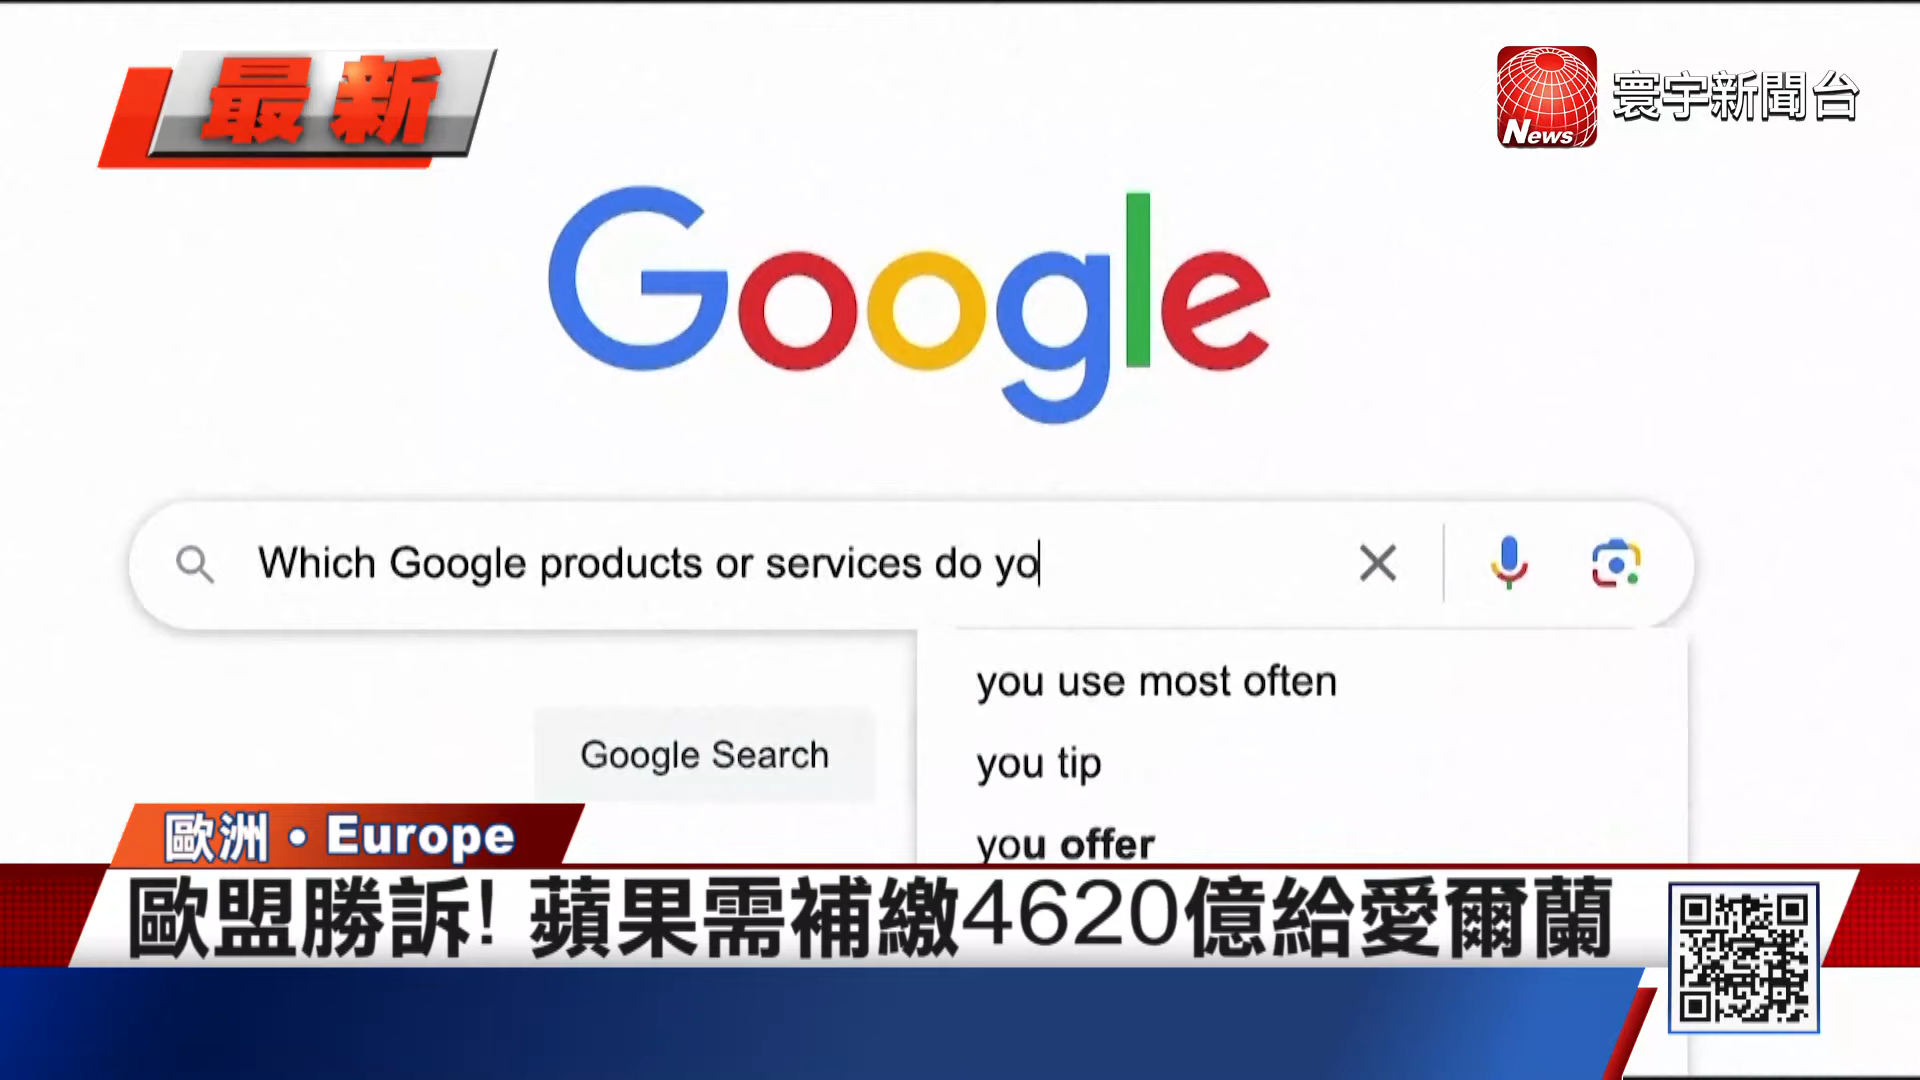 最新
News
寰宇新聞台
Google
Which Google products or services do yo
you use most often
you tip
you offer
Google Search
歐洲・Europe
歐盟勝訴! 蘋果需補繳4620億給愛爾蘭